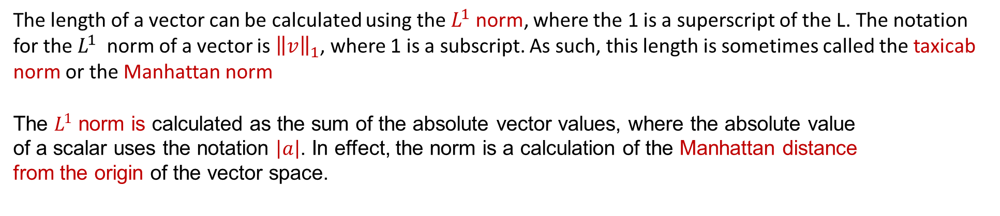 The length of a vector can be calculated using the L¹ norm, where the 1 is a superscript of the L. The notation
for the L¹ norm of a vector is ‖v‖₁, where 1 is a subscript. As such, this length is sometimes called the taxicab
norm or the Manhattan norm
The L¹ norm is calculated as the sum of the absolute vector values, where the absolute value
of a scalar uses the notation |a|. In effect, the norm is a calculation of the Manhattan distance
from the origin of the vector space.